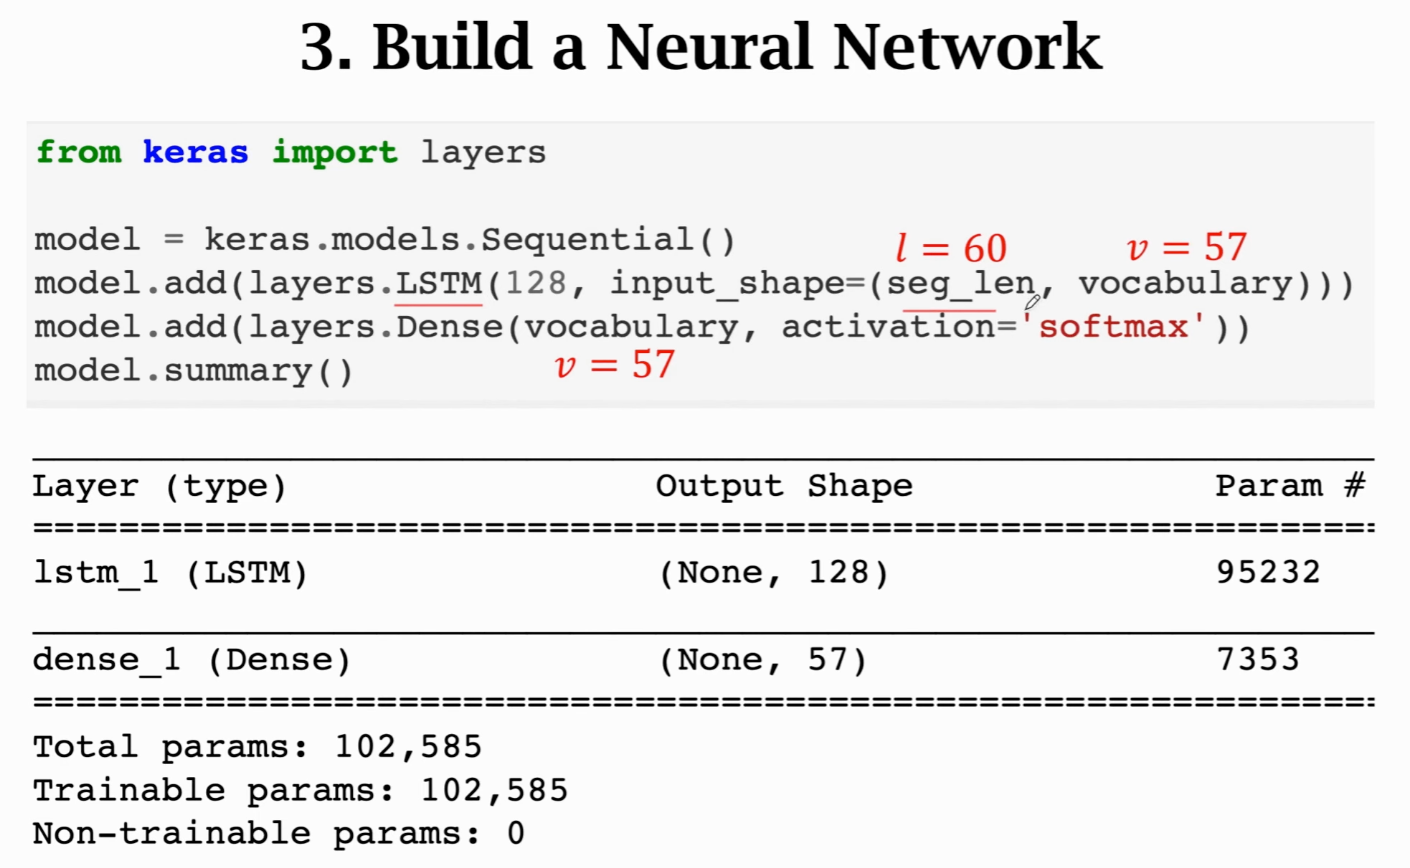 3. Build a Neural Network
from keras import layers
model = keras.models.Sequential()
l = 60
v = 57
model.add(layers.LSTM(128, input_shape=(seg_len, vocabulary)))
model.add(layers.Dense(vocabulary, activation='softmax'))
model.summary()
v = 57
Layer (type) Output Shape Param #
=================================================================
lstm_1 (LSTM) (None, 128) 95232
dense_1 (Dense) (None, 57) 7353
=================================================================
Total params: 102,585
Trainable params: 102,585
Non-trainable params: 0